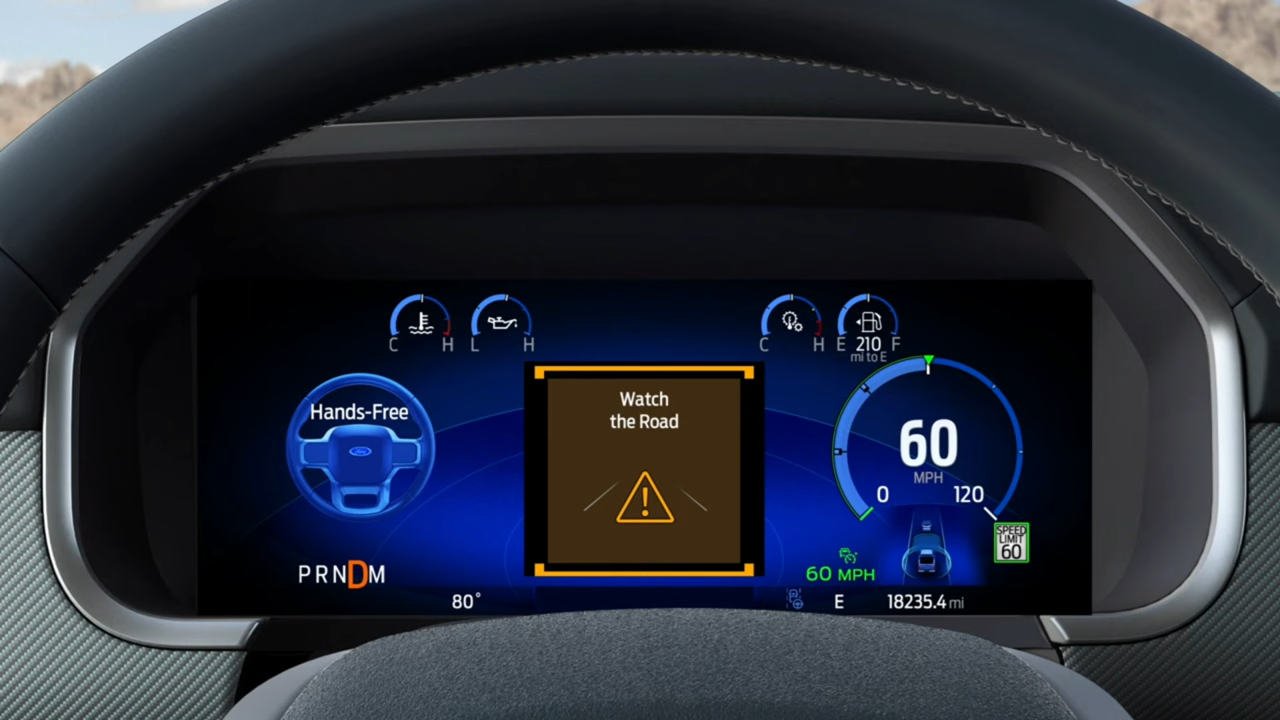 C H
L H
C H
E 210 F
mi to E
Hands-Free
Ford
Watch
the Road
60
MPH
0 120
SPEED
LIMIT
60
60 MPH
PRNDM
80°
E
18235.4 mi